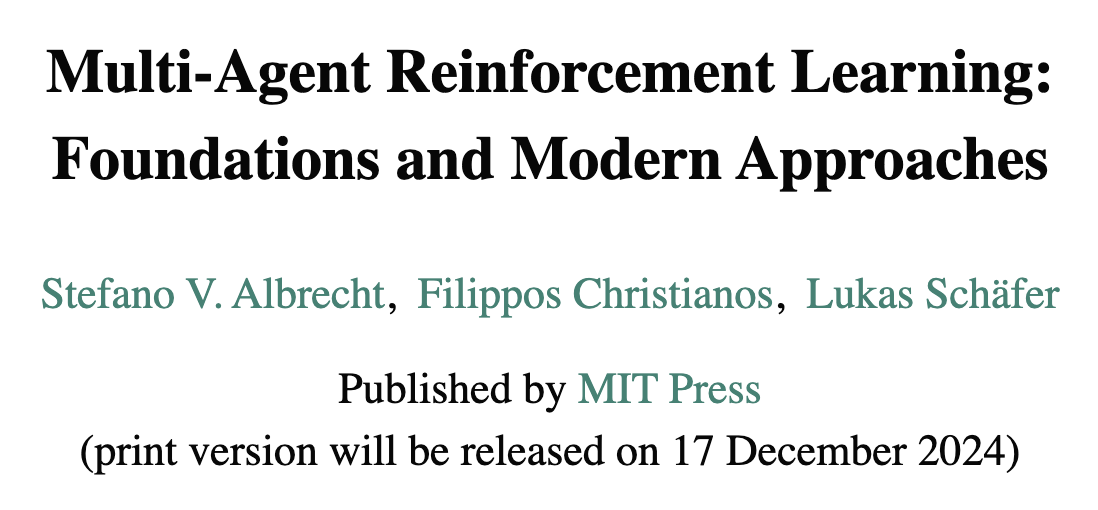 Multi-Agent Reinforcement Learning:
Foundations and Modern Approaches
Stefano V. Albrecht, Filippos Christianos, Lukas Schäfer
Published by MIT Press
(print version will be released on 17 December 2024)